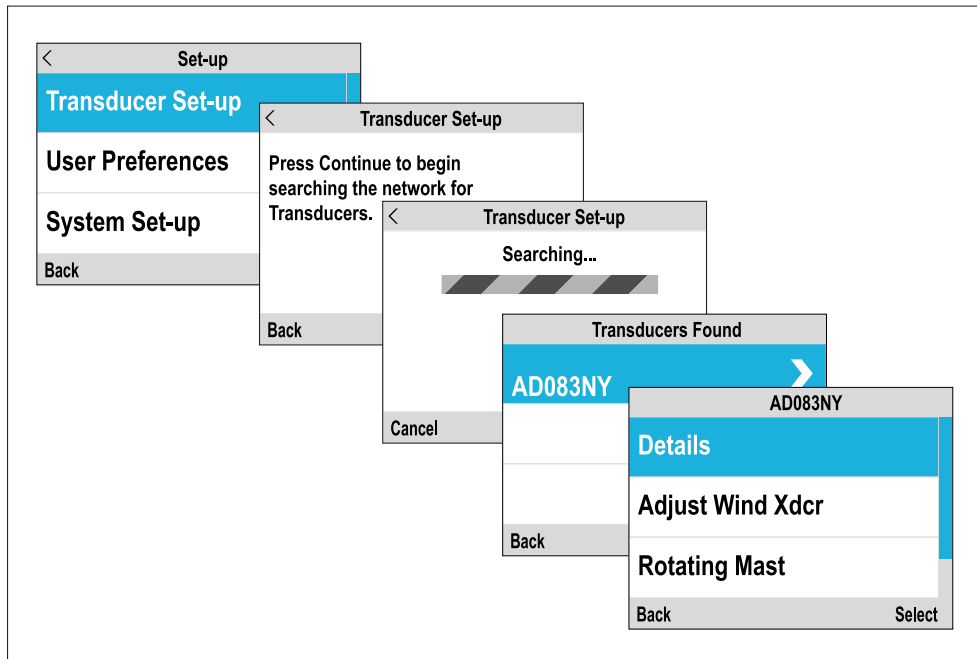 < Set-up
Transducer Set-up
User Preferences
System Set-up
Back
< Transducer Set-up
Press Continue to begin
searching the network for
Transducers.
Back
< Transducer Set-up
Searching...
Cancel
Transducers Found
AD083NY
Back
AD083NY
Details
Adjust Wind Xdcr
Rotating Mast
Back Select